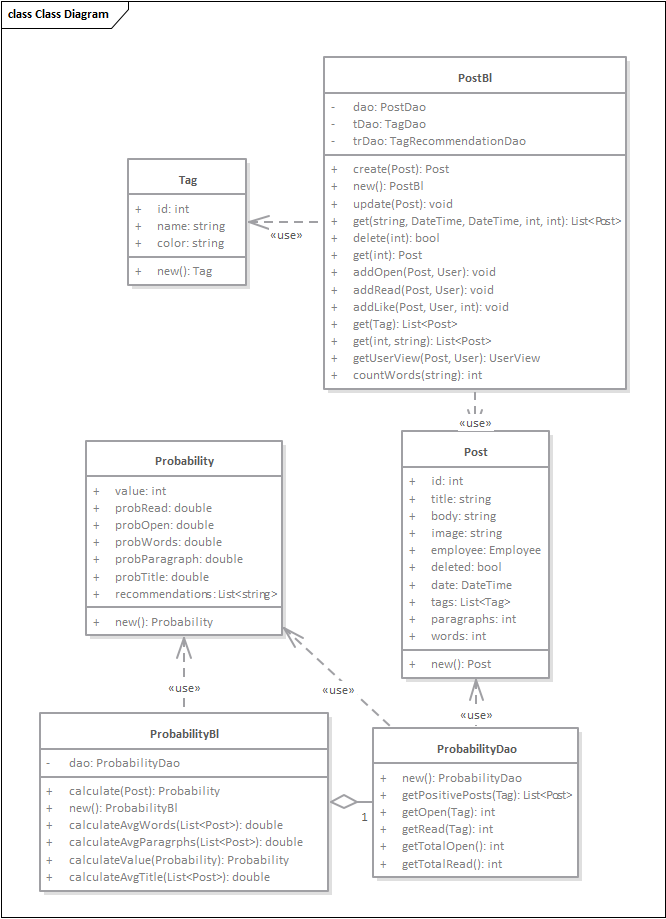 class Class Diagram
PostBl
- dao: PostDao
- tDao: TagDao
- trDao: TagRecommendationDao
+ create(Post): Post
+ new(): PostBl
+ update(Post): void
+ get(string, DateTime, DateTime, int, int): List<Post>
+ delete(int): bool
+ get(int): Post
+ addOpen(Post, User): void
+ addRead(Post, User): void
+ addLike(Post, User, int): void
+ get(Tag): List<Post>
+ get(int, string): List<Post>
+ getUserView(Post, User): UserView
+ countWords(string): int
Tag
+ id: int
+ name: string
+ color: string
+ new(): Tag
«use»
«use»
Post
+ id: int
+ title: string
+ body: string
+ image: string
+ employee: Employee
+ deleted: bool
+ date: DateTime
+ tags: List<Tag>
+ paragraphs: int
+ words: int
+ new(): Post
Probability
+ value: int
+ probRead: double
+ probOpen: double
+ probWords: double
+ probParagraph: double
+ probTitle: double
+ recommendations: List<string>
+ new(): Probability
«use»
«use»
«use»
ProbabilityBl
- dao: ProbabilityDao
+ calculate(Post): Probability
+ new(): ProbabilityBl
+ calculateAvgWords(List<Post>): double
+ calculateAvgParagrphs(List<Post>): double
+ calculateValue(Probability): Probability
+ calculateAvgTitle(List<Post>): double
1
ProbabilityDao
+ new(): ProbabilityDao
+ getPositivePosts(Tag): List<Post>
+ getOpen(Tag): int
+ getRead(Tag): int
+ getTotalOpen(): int
+ getTotalRead(): int